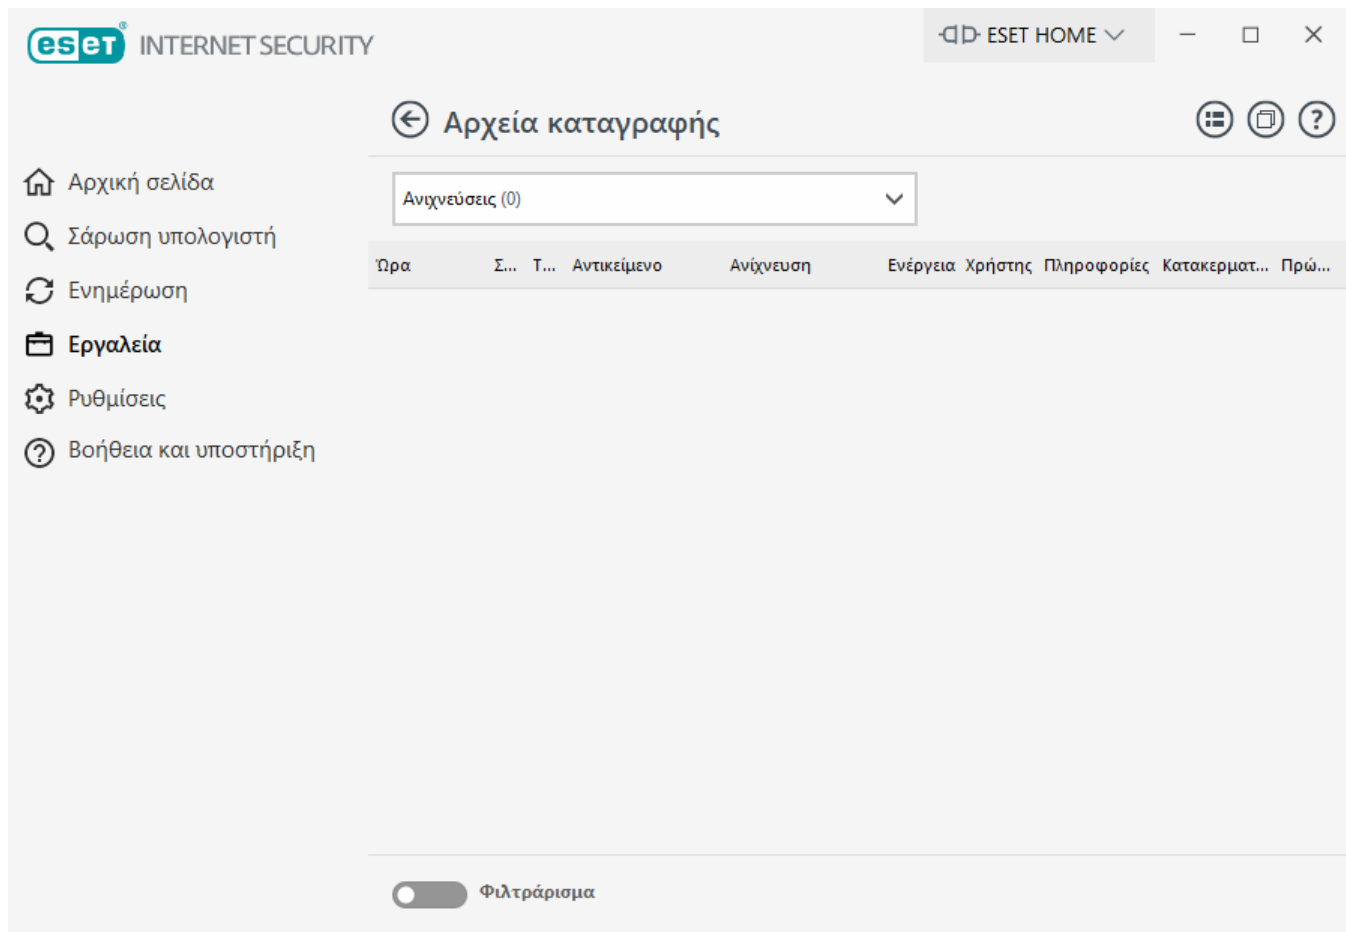 eset® INTERNET SECURITY
ESET HOME
Αρχεία καταγραφής
Αρχική σελίδα
Σάρωση υπολογιστή
Ενημέρωση
Εργαλεία
Ρυθμίσεις
Βοήθεια και υποστήριξη
Ανιχνεύσεις (0)
Ώρα Σ... Τ... Αντικείμενο Ανίχνευση Ενέργεια Χρήστης Πληροφορίες Κατακερματ... Πρώ...
Φιλτράρισμα